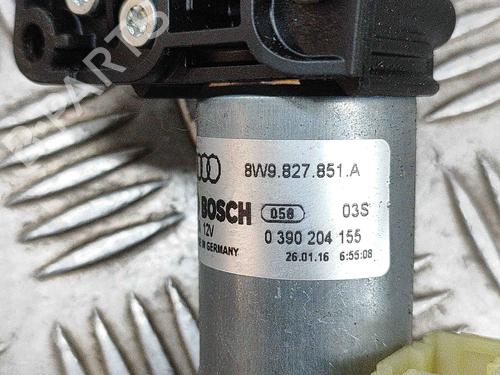 B-PARTS
8W9.827.851.A
BOSCH 058 03S
12V 0 390 204 155
IN GERMANY 26.01.16 6:55:08